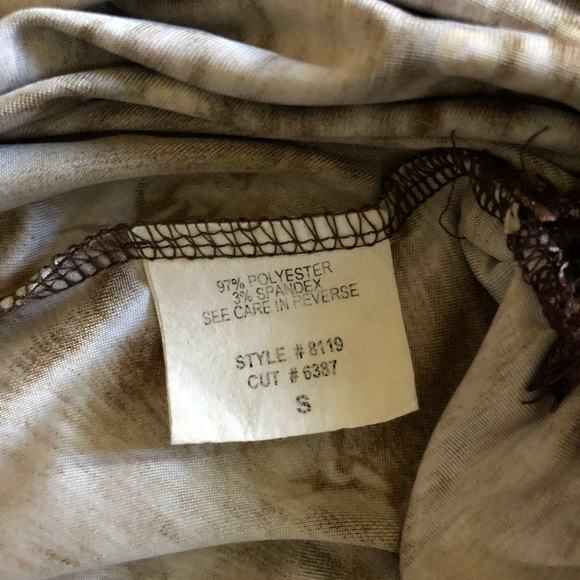 97% POLYESTER
3% SPANDEX
SEE CARE IN REVERSE
STYLE # 8119
CUT # 6387
S